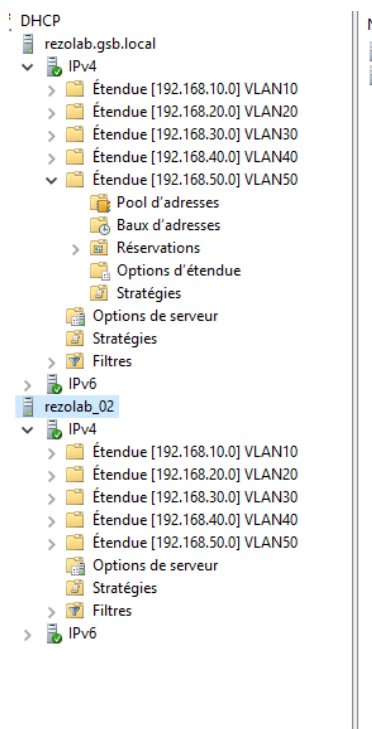 DHCP
rezolab.gsb.local
IPv4
Étendue [192.168.10.0] VLAN10
Étendue [192.168.20.0] VLAN20
Étendue [192.168.30.0] VLAN30
Étendue [192.168.40.0] VLAN40
Étendue [192.168.50.0] VLAN50
Pool d'adresses
Baux d'adresses
Réservations
Options d'étendue
Stratégies
Options de serveur
Stratégies
Filtres
IPv6
rezolab_02
IPv4
Étendue [192.168.10.0] VLAN10
Étendue [192.168.20.0] VLAN20
Étendue [192.168.30.0] VLAN30
Étendue [192.168.40.0] VLAN40
Étendue [192.168.50.0] VLAN50
Options de serveur
Stratégies
Filtres
IPv6